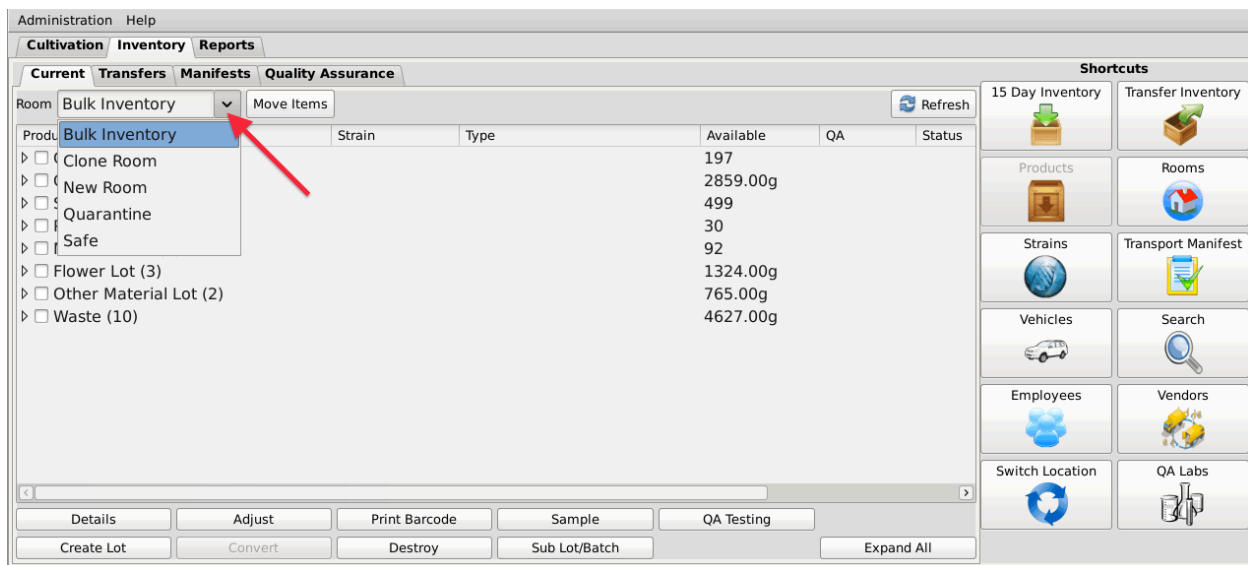 Administration Help
Cultivation Inventory Reports
Current Transfers Manifests Quality Assurance
Room Bulk Inventory Move Items Refresh
Strain Type Available QA Status
Bulk Inventory
Clone Room
New Room
Quarantine
Safe
197
2859.00g
499
30
92
Flower Lot (3) 1324.00g
Other Material Lot (2) 765.00g
Waste (10) 4627.00g
Details Adjust Print Barcode Sample QA Testing
Create Lot Convert Destroy Sub Lot/Batch Expand All
Shortcuts
15 Day Inventory Transfer Inventory
Products Rooms
Strains Transport Manifest
Vehicles Search
Employees Vendors
Switch Location QA Labs